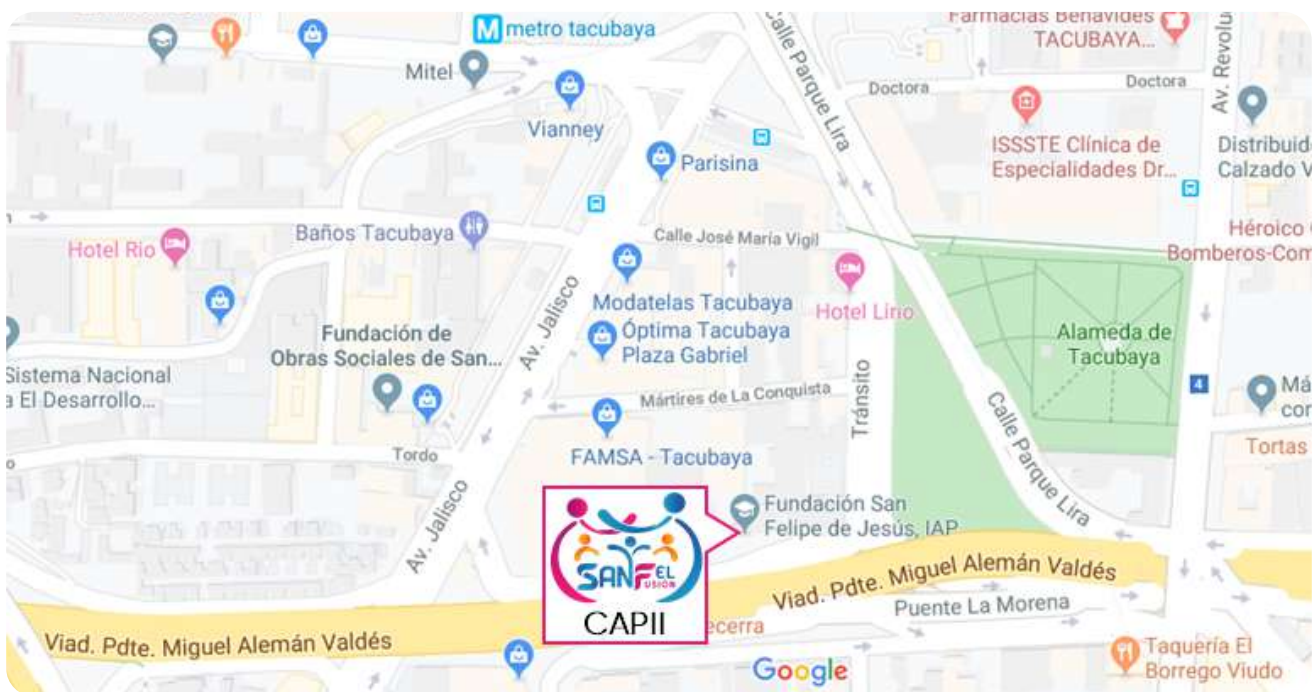 M metro tacubaya
Calle Parque Lira
Farmacias Benavides
TACUBAYA...
Mitel
Doctora
Doctora
Av. Revolu
Vianney
ISSSTE Clínica de
Especialidades Dr...
Distribuid
Calzado V
Parisina
Hotel Rio
Baños Tacubaya
Calle José María Vigil
Héroico
Bomberos-Com
Modatelas Tacubaya
Hotel Lirio
Av. Jalisco
Fundación de
Obras Sociales de San...
Óptima Tacubaya
Plaza Gabriel
Alameda de
Tacubaya
Sistema Nacional
a El Desarrollo...
4
Má
cor
Mártires de La Conquista
Tránsito
Calle Parque Lira
Tordo
FAMSA - Tacubaya
Tortas
Av. Jalisco
Fundación San
Felipe de Jesús, IAP
SANFEL
FUSIÓN
CAPII
Viad. Pdte. Miguel Alemán Valdés
Viad. Pdte. Miguel Alemán Valdés
Puente La Morena
ecerra
Google
Taquería El
Borrego Viudo